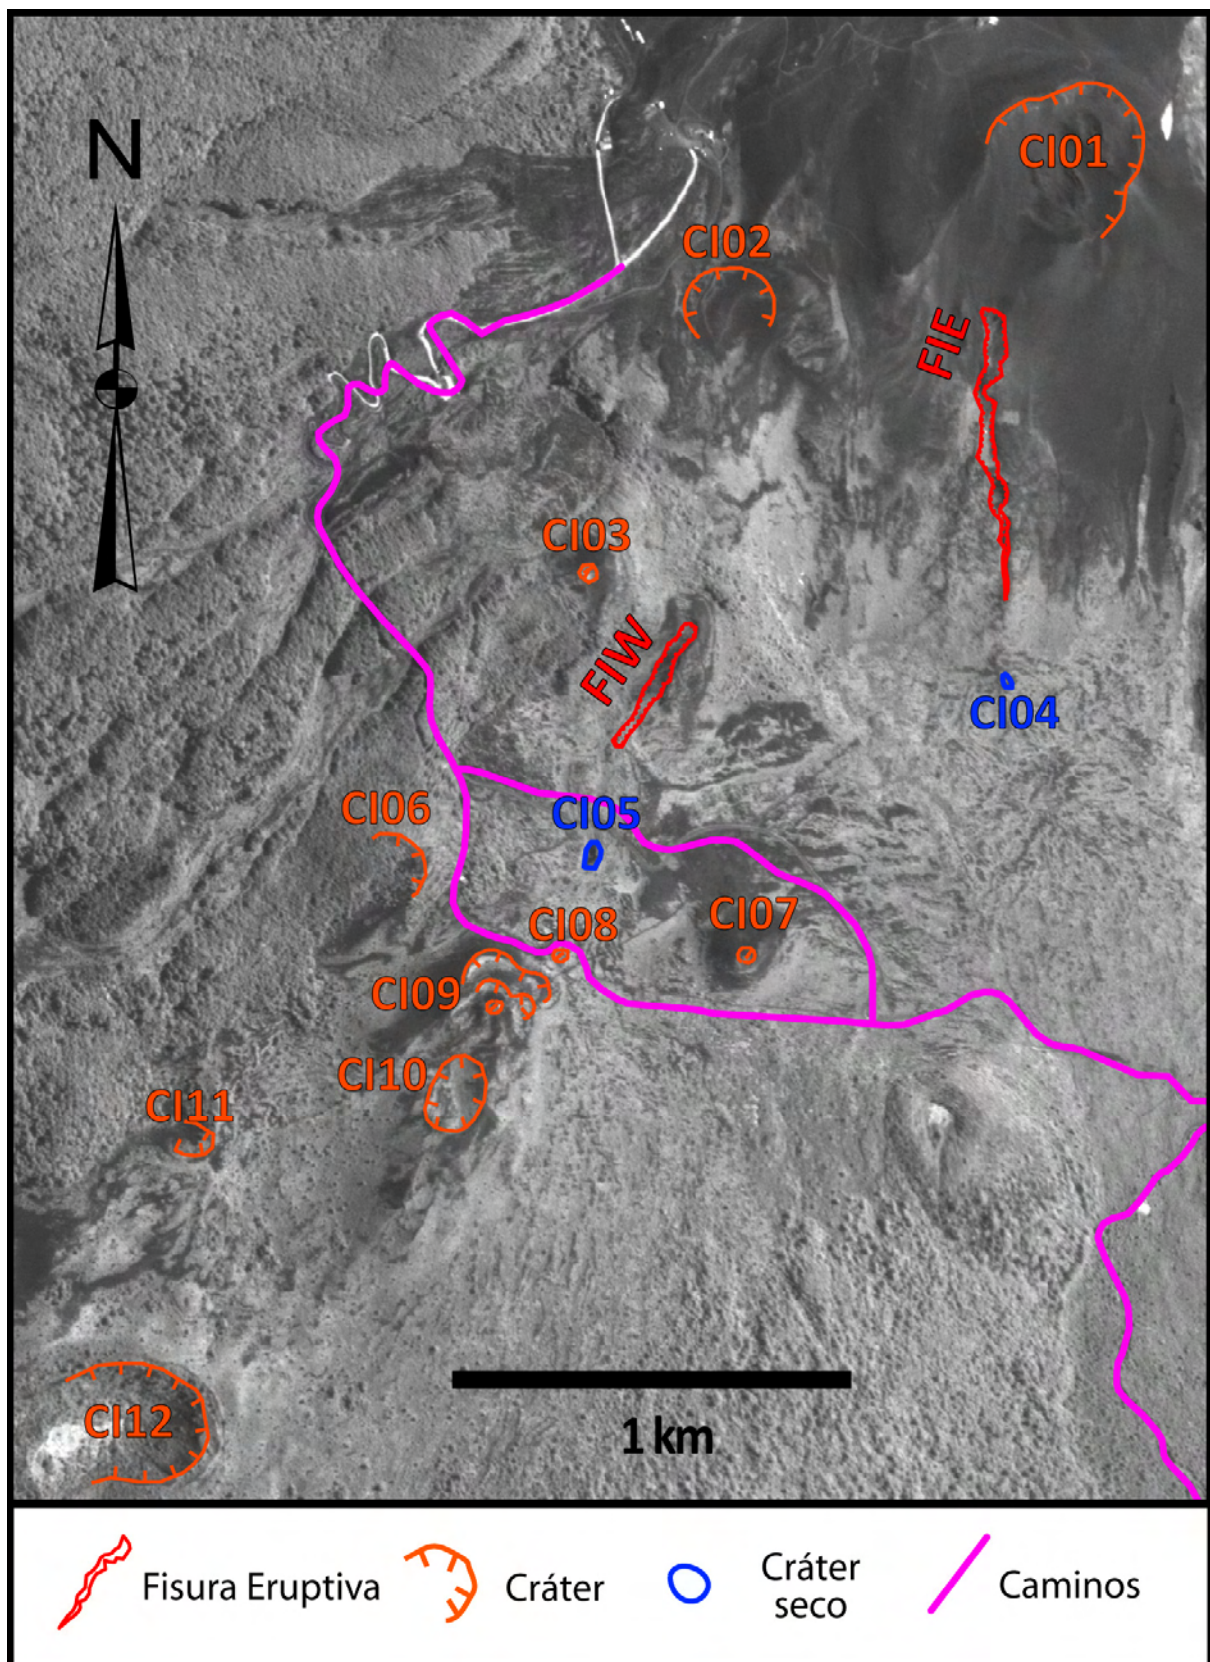 N
CI01
CI02
FIE
CI03
FIW
CI04
CI06
CI05
CI07
CI08
CI09
CI10
CI11
CI12
1 km
Fisura Eruptiva
Cráter
Cráter
seco
Caminos